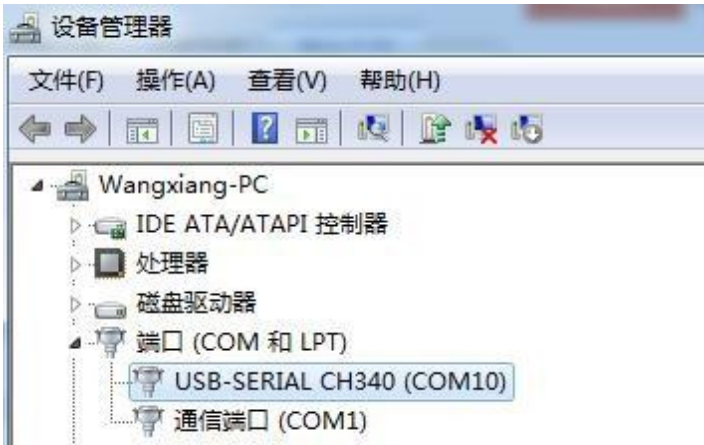 设备管理器
文件(F) 操作(A) 查看(V) 帮助(H)
Wangxiang-PC
IDE ATA/ATAPI 控制器
处理器
磁盘驱动器
端口 (COM 和 LPT)
USB-SERIAL CH340 (COM10)
通信端口 (COM1)